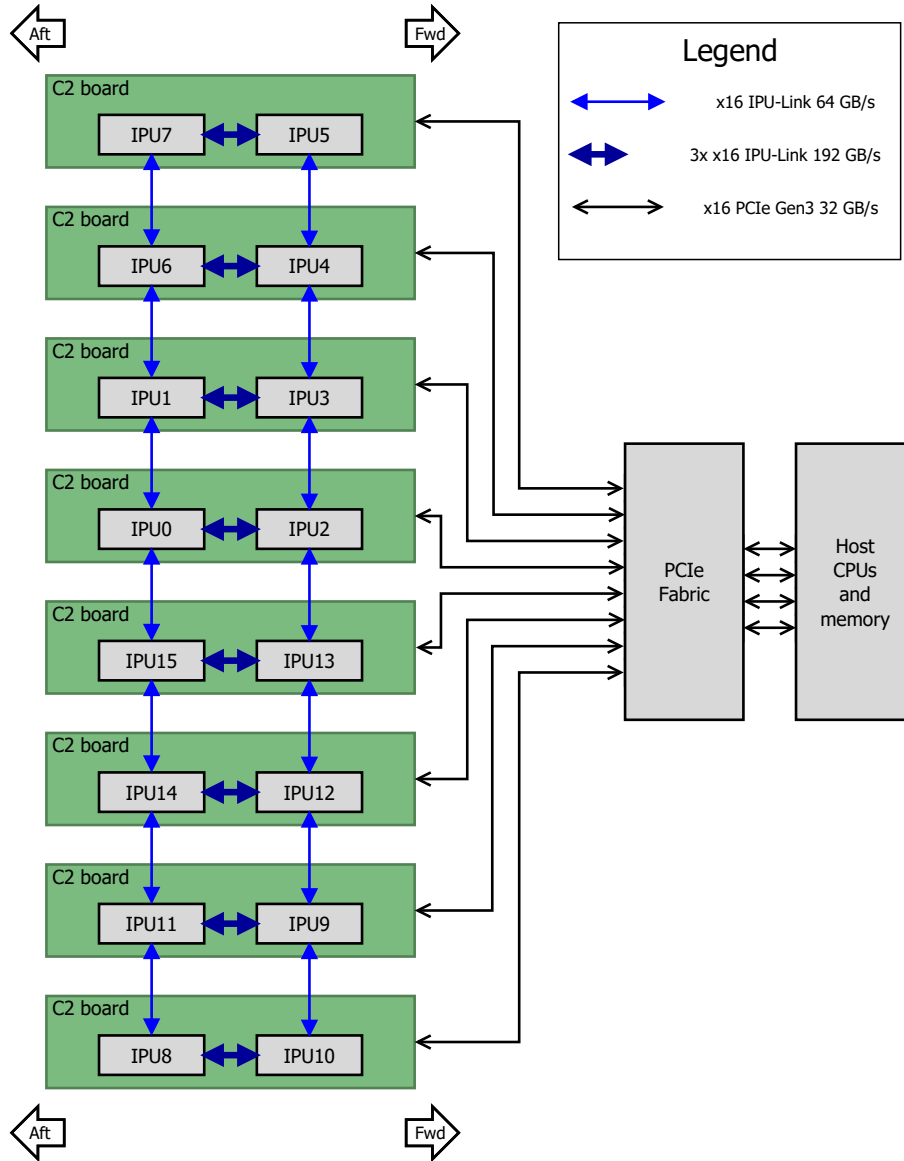 Aft
Fwd
Legend
x16 IPU-Link 64 GB/s
3x x16 IPU-Link 192 GB/s
x16 PCIe Gen3 32 GB/s
C2 board
IPU7
IPU5
C2 board
IPU6
IPU4
C2 board
IPU1
IPU3
C2 board
IPU0
IPU2
C2 board
IPU15
IPU13
C2 board
IPU14
IPU12
C2 board
IPU11
IPU9
C2 board
IPU8
IPU10
PCIe
Fabric
Host
CPUs
and
memory
Aft
Fwd